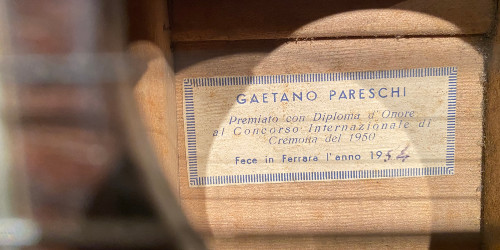 GAETANO PARESCHI
Premiato con Diploma d'Onore
al Concorso Internazionale di
Cremona del 1950
Fece in Ferrara l'anno 1954